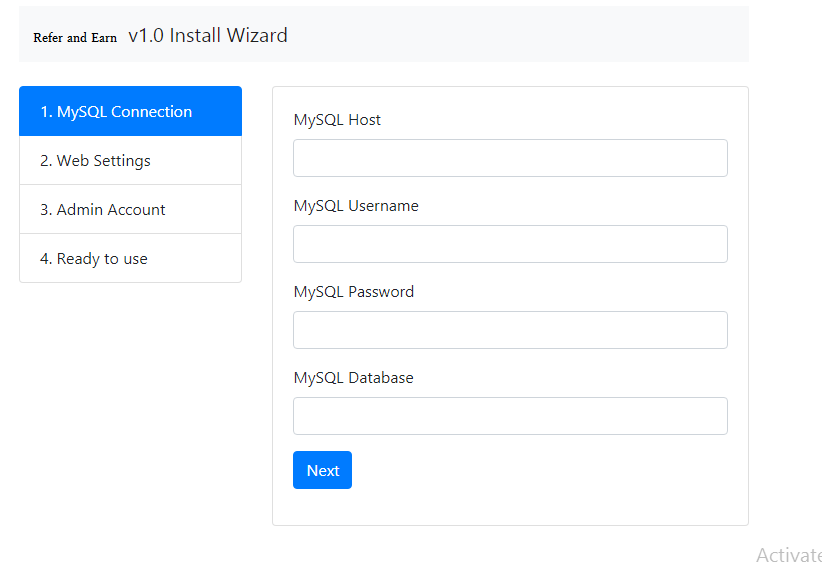 Refer and Earn v1.0 Install Wizard
1. MySQL Connection
2. Web Settings
3. Admin Account
4. Ready to use
MySQL Host
MySQL Username
MySQL Password
MySQL Database
Next
Activate